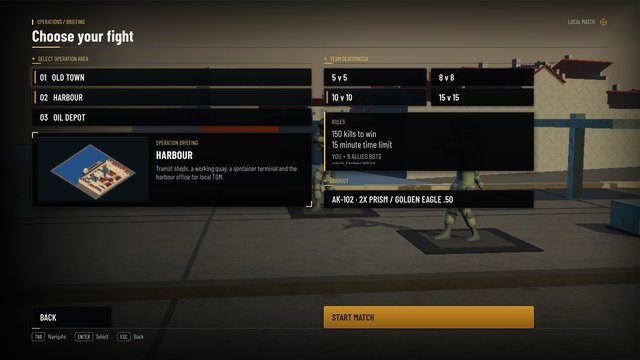 OPERATIONS / BRIEFING
LOCAL MATCH
Choose your fight
SELECT OPERATION AREA
01 OLD TOWN
02 HARBOUR
03 OIL DEPOT
OPERATION BRIEFING
HARBOUR
Transit sheds, a working quay, a container terminal and the
harbour office for local TDM.
TEAM DEATHMATCH
5 v 5
8 v 8
10 v 10
15 v 15
RULES
150 kills to win
15 minute time limit
YOU + 9 ALLIED BOTS
LOADOUT
AK-102 · 2X PRISM / GOLDEN EAGLE .50
BACK
START MATCH
TAB Navigate ENTER Select ESC Back